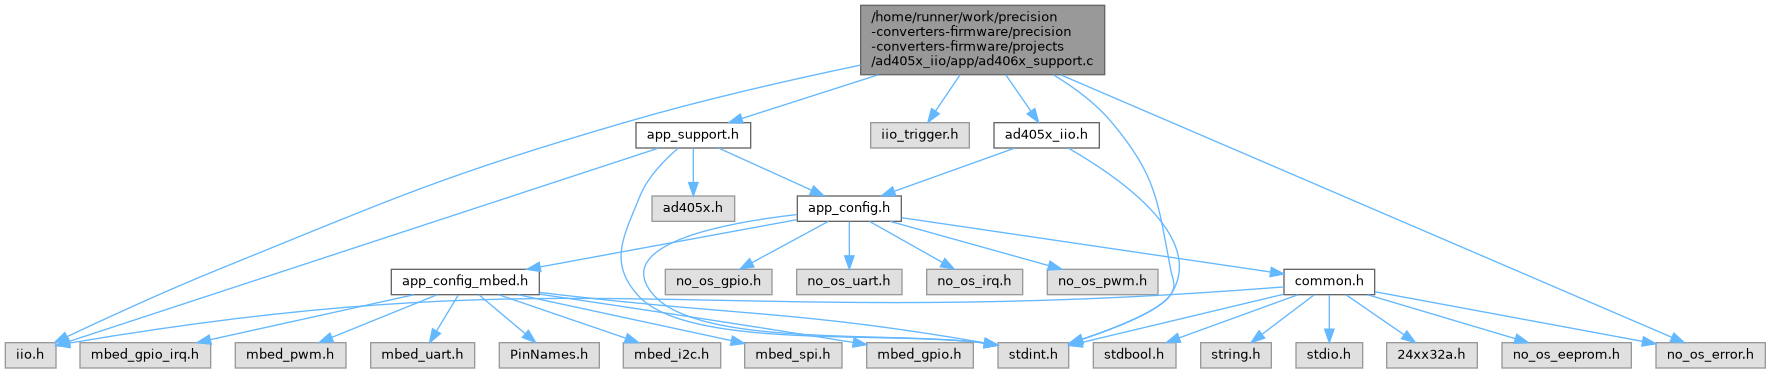 /home/runner/work/precision
-converters-firmware/precision
-converters-firmware/projects
/ad405x_iio/app/ad406x_support.c
app_support.h
iio_trigger.h
ad405x_iio.h
ad405x.h
app_config.h
app_config_mbed.h
no_os_gpio.h
no_os_uart.h
no_os_irq.h
no_os_pwm.h
common.h
iio.h
mbed_gpio_irq.h
mbed_pwm.h
mbed_uart.h
PinNames.h
mbed_i2c.h
mbed_spi.h
mbed_gpio.h
stdint.h
stdbool.h
string.h
stdio.h
24xx32a.h
no_os_eeprom.h
no_os_error.h